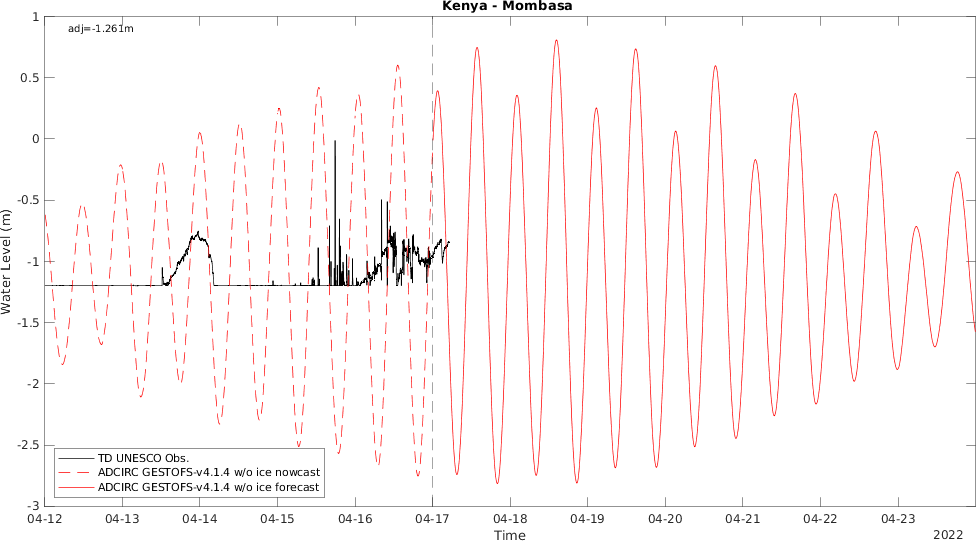 Kenya - Mombasa
adj=-1.261m
1
0.5
0
-0.5
-1
-1.5
-2
-2.5
-3
Water Level (m)
TD UNESCO Obs.
ADCIRC GESTOFS-v4.1.4 w/o ice nowcast
ADCIRC GESTOFS-v4.1.4 w/o ice forecast
04-12 04-13 04-14 04-15 04-16 04-17 04-18 04-19 04-20 04-21 04-22 04-23
Time
2022